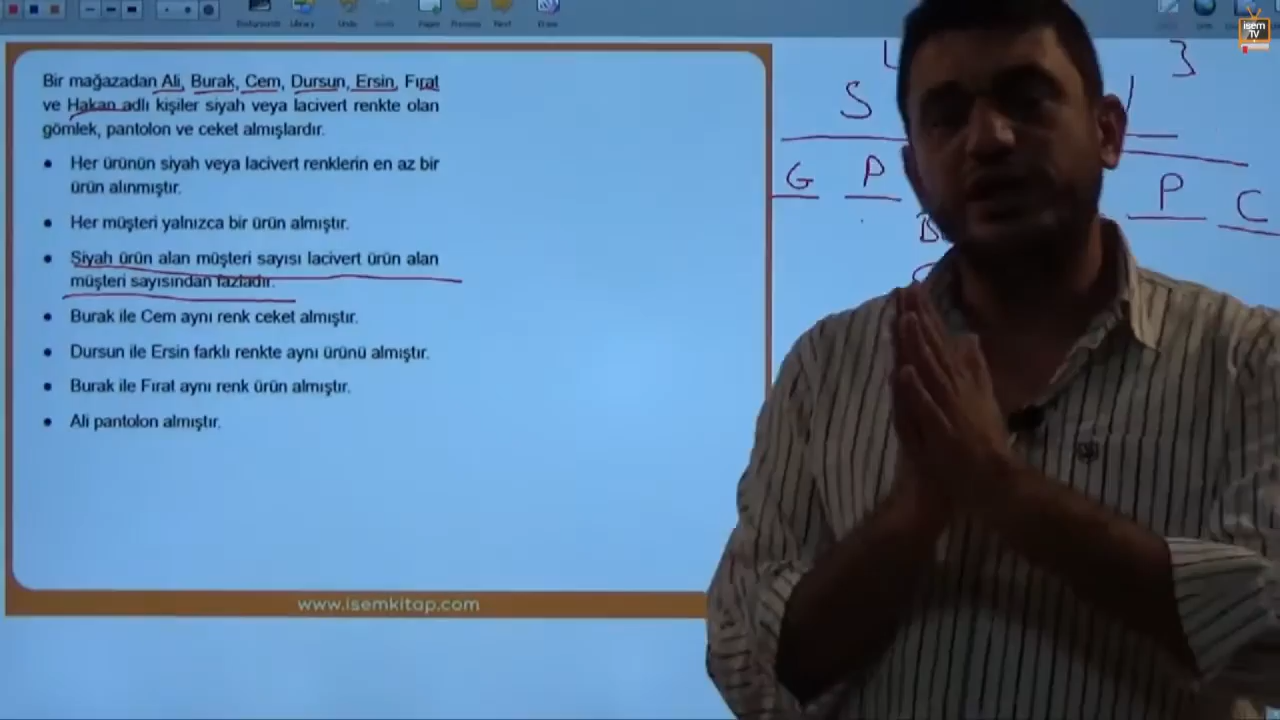 isem
TV
Bir mağazadan Ali, Burak, Cem, Dursun, Ersin, Fırat
ve Hakan adlı kişiler siyah veya lacivert renkte olan
gömlek, pantolon ve ceket almışlardır.
• Her ürünün siyah veya lacivert renklerin en az bir
ürün alınmıştır.
• Her müşteri yalnızca bir ürün almıştır.
• Siyah ürün alan müşteri sayısı lacivert ürün alan
müşteri sayısından fazladır.
• Burak ile Cem aynı renk ceket almıştır.
• Dursun ile Ersin farklı renkte aynı ürünü almıştır.
• Burak ile Fırat aynı renk ürün almıştır.
• Ali pantolon almıştır.
www.isemkitap.com
3
S
G P P C
B